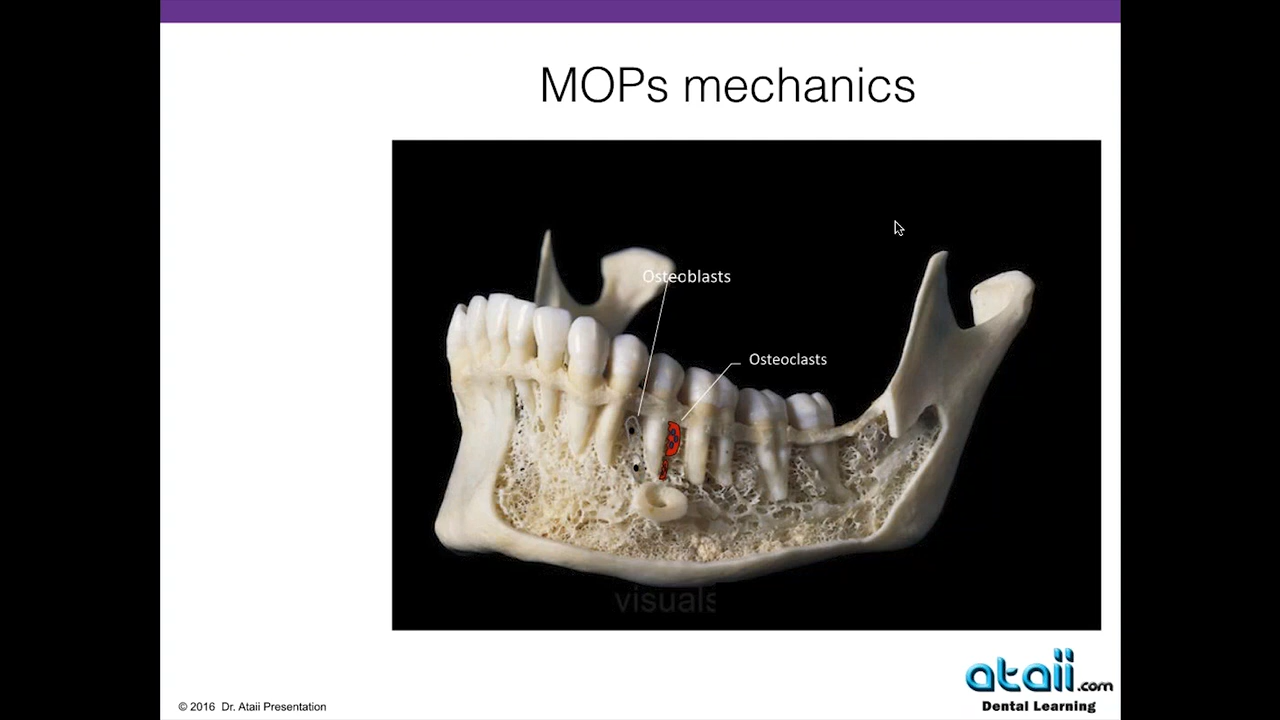 MOPs mechanics
Osteoblasts
Osteoclasts
visuals
ataii.com
Dental Learning
© 2016 Dr. Ataii Presentation